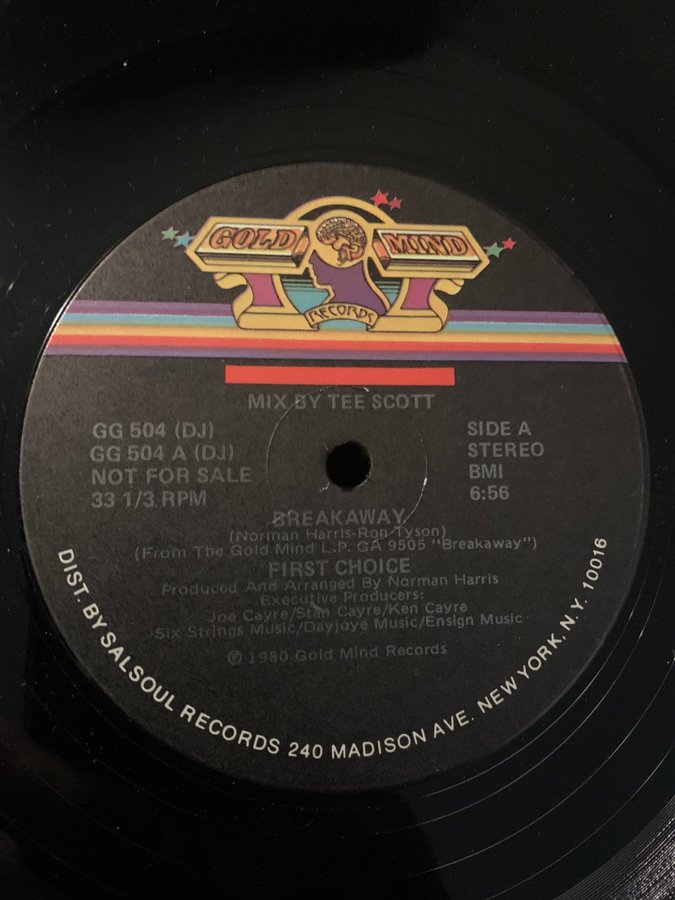 GOLD MIND
RECORDS
MIX BY TEE SCOTT
GG 504 (DJ)
GG 504 A (DJ)
NOT FOR SALE
33 1/3 RPM
SIDE A
STEREO
BMI
6:56
BREAKAWAY
(Norman Harris-Ron Tyson)
(From The Gold Mind L.P. GA 9505 "Breakaway")
FIRST CHOICE
Produced And Arranged By Norman Harris
Executive Producers:
Joe Cayre/Stan Cayre/Ken Cayre
Six Strings Music/Dayjoye Music/Ensign Music
℗ 1980 Gold Mind Records
DIST. BY SALSOUL RECORDS 240 MADISON AVE. NEW YORK, N.Y. 10016